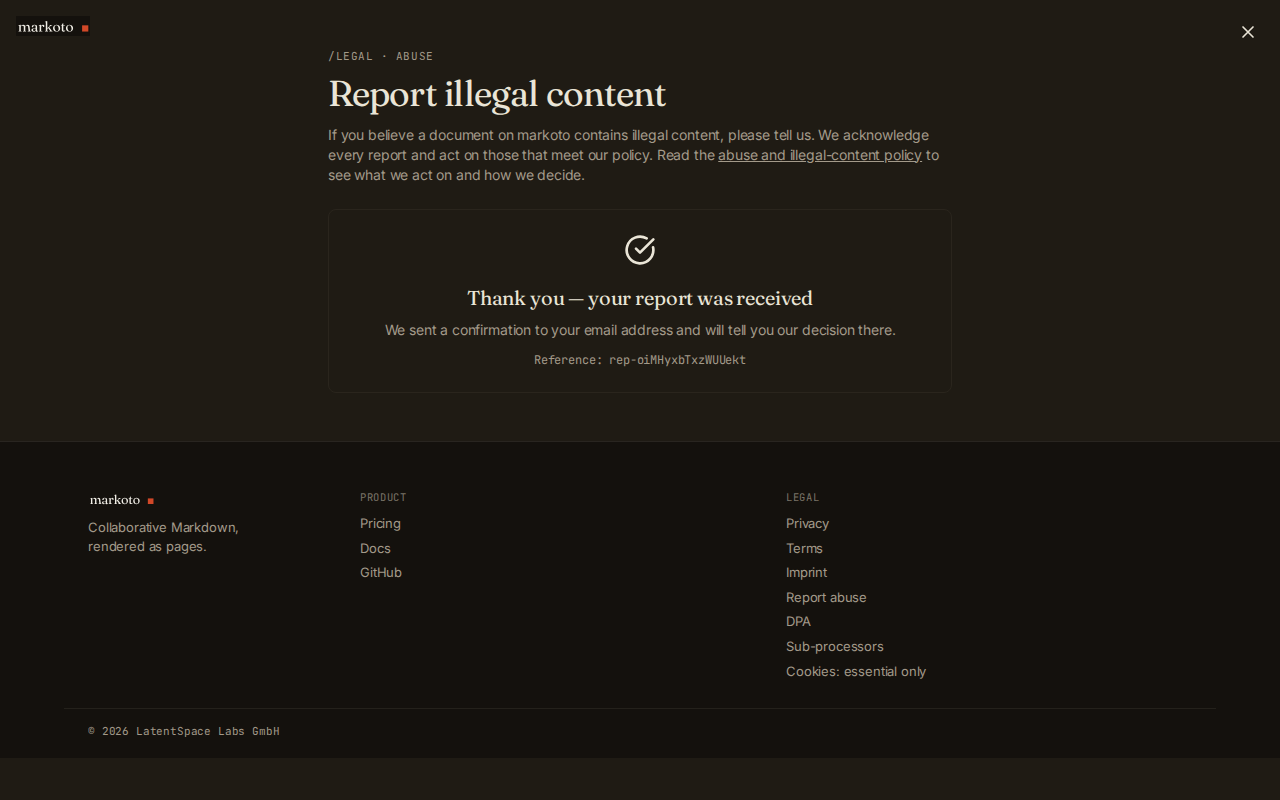 markoto
/LEGAL · ABUSE
Report illegal content
If you believe a document on markoto contains illegal content, please tell us. We acknowledge
every report and act on those that meet our policy. Read the abuse and illegal-content policy to
see what we act on and how we decide.
Thank you — your report was received
We sent a confirmation to your email address and will tell you our decision there.
Reference: rep-oiMHyxbTxzWUUekt
markoto
Collaborative Markdown,
rendered as pages.
PRODUCT
Pricing
Docs
GitHub
LEGAL
Privacy
Terms
Imprint
Report abuse
DPA
Sub-processors
Cookies: essential only
© 2026 LatentSpace Labs GmbH